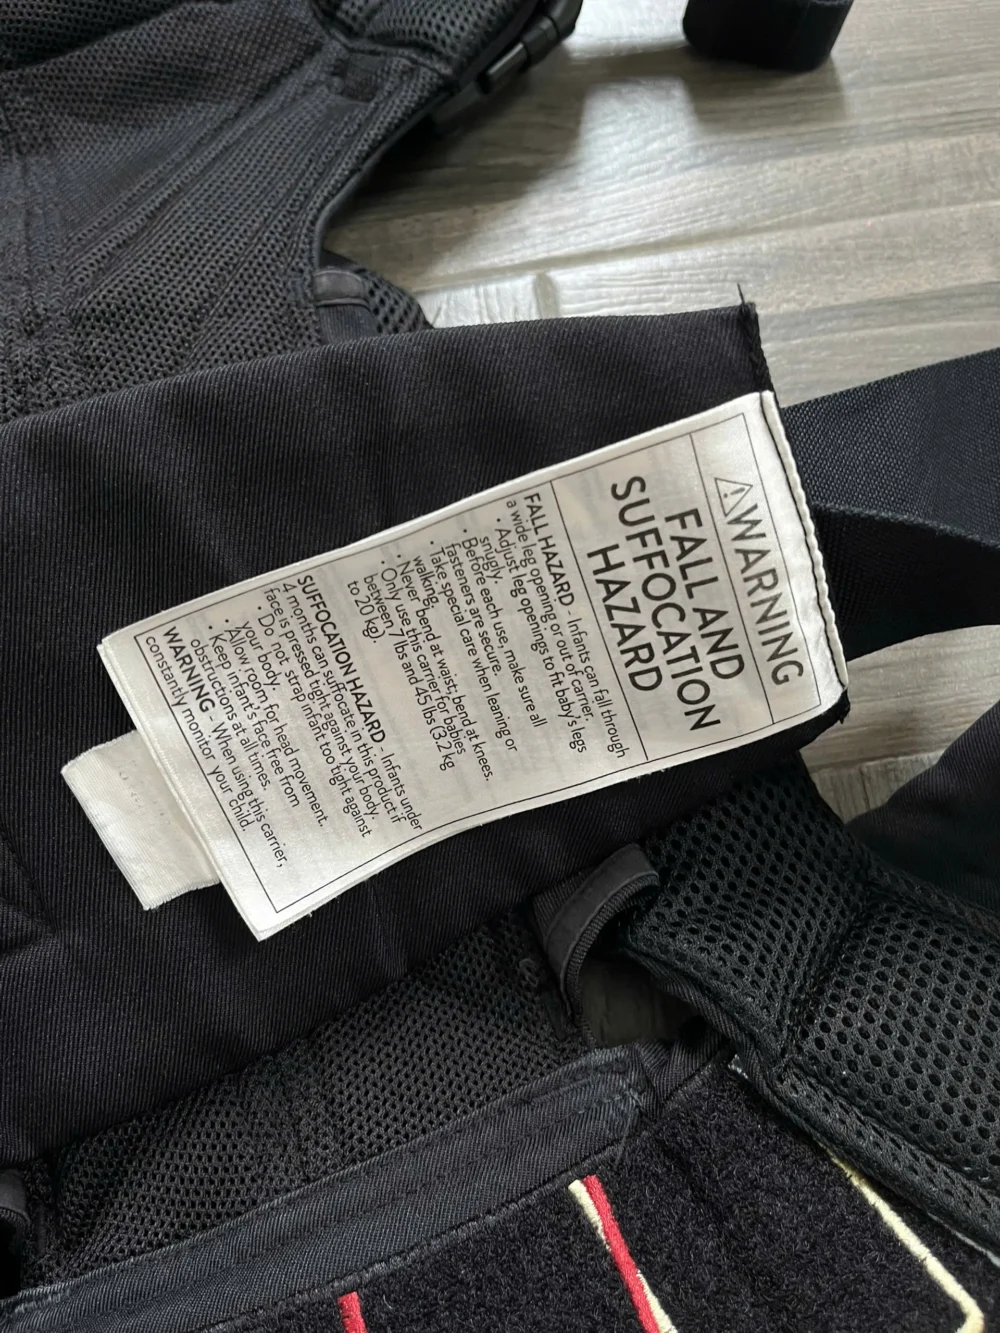 ⚠WARNING
FALL AND
SUFFOCATION
HAZARD
FALL HAZARD - Infants can fall through
a wide leg opening or out of carrier.
• Adjust leg openings to fit baby's legs
snugly.
• Before each use, make sure all
fasteners are secure.
• Take special care when leaning or
walking.
• Never bend at waist; bend at knees.
• Only use this carrier for babies
between 7 lbs and 45 lbs (3.2 kg
to 20 kg).
SUFFOCATION HAZARD - Infants under
4 months can suffocate in this product if
face is pressed tight against your body.
• Do not strap infant too tight against
your body.
• Allow room for head movement.
• Keep infant's face free from
obstructions at all times.
WARNING - When using this carrier,
constantly monitor your child.